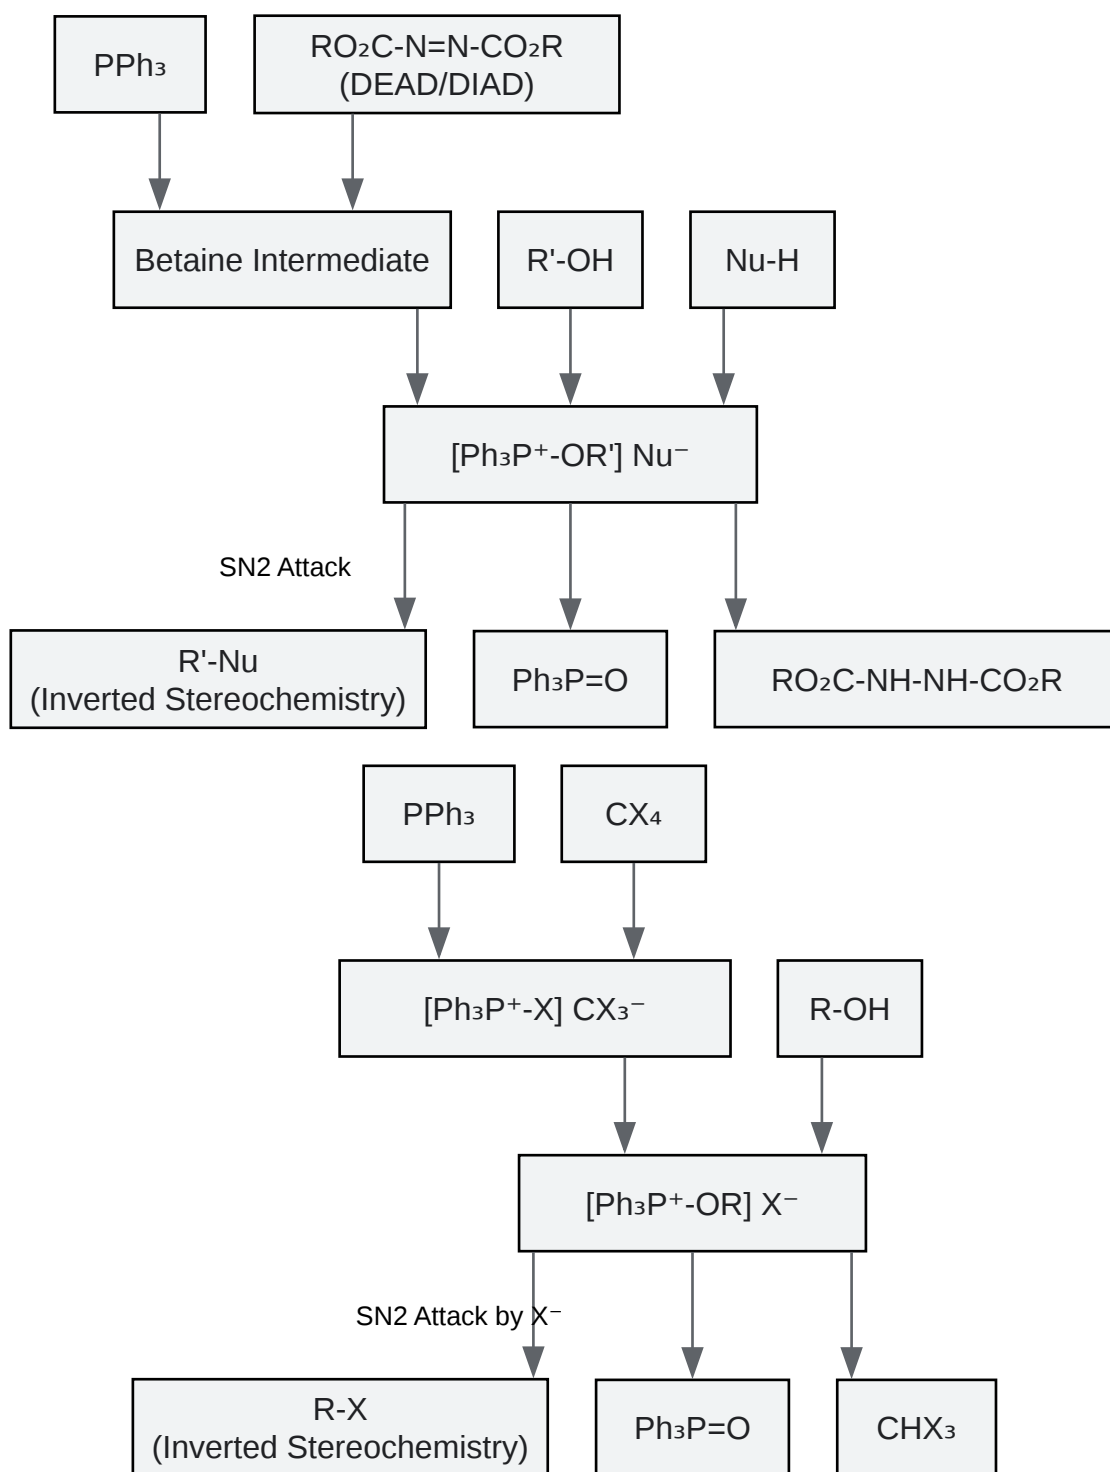 PPh₃
RO₂C-N=N-CO₂R
(DEAD/DIAD)
Betaine Intermediate
R'-OH
Nu-H
[Ph₃P⁺-OR'] Nu⁻
SN2 Attack
R'-Nu
(Inverted Stereochemistry)
Ph₃P=O
RO₂C-NH-NH-CO₂R
PPh₃
CX₄
[Ph₃P⁺-X] CX₃⁻
R-OH
[Ph₃P⁺-OR] X⁻
SN2 Attack by X⁻
R-X
(Inverted Stereochemistry)
Ph₃P=O
CHX₃